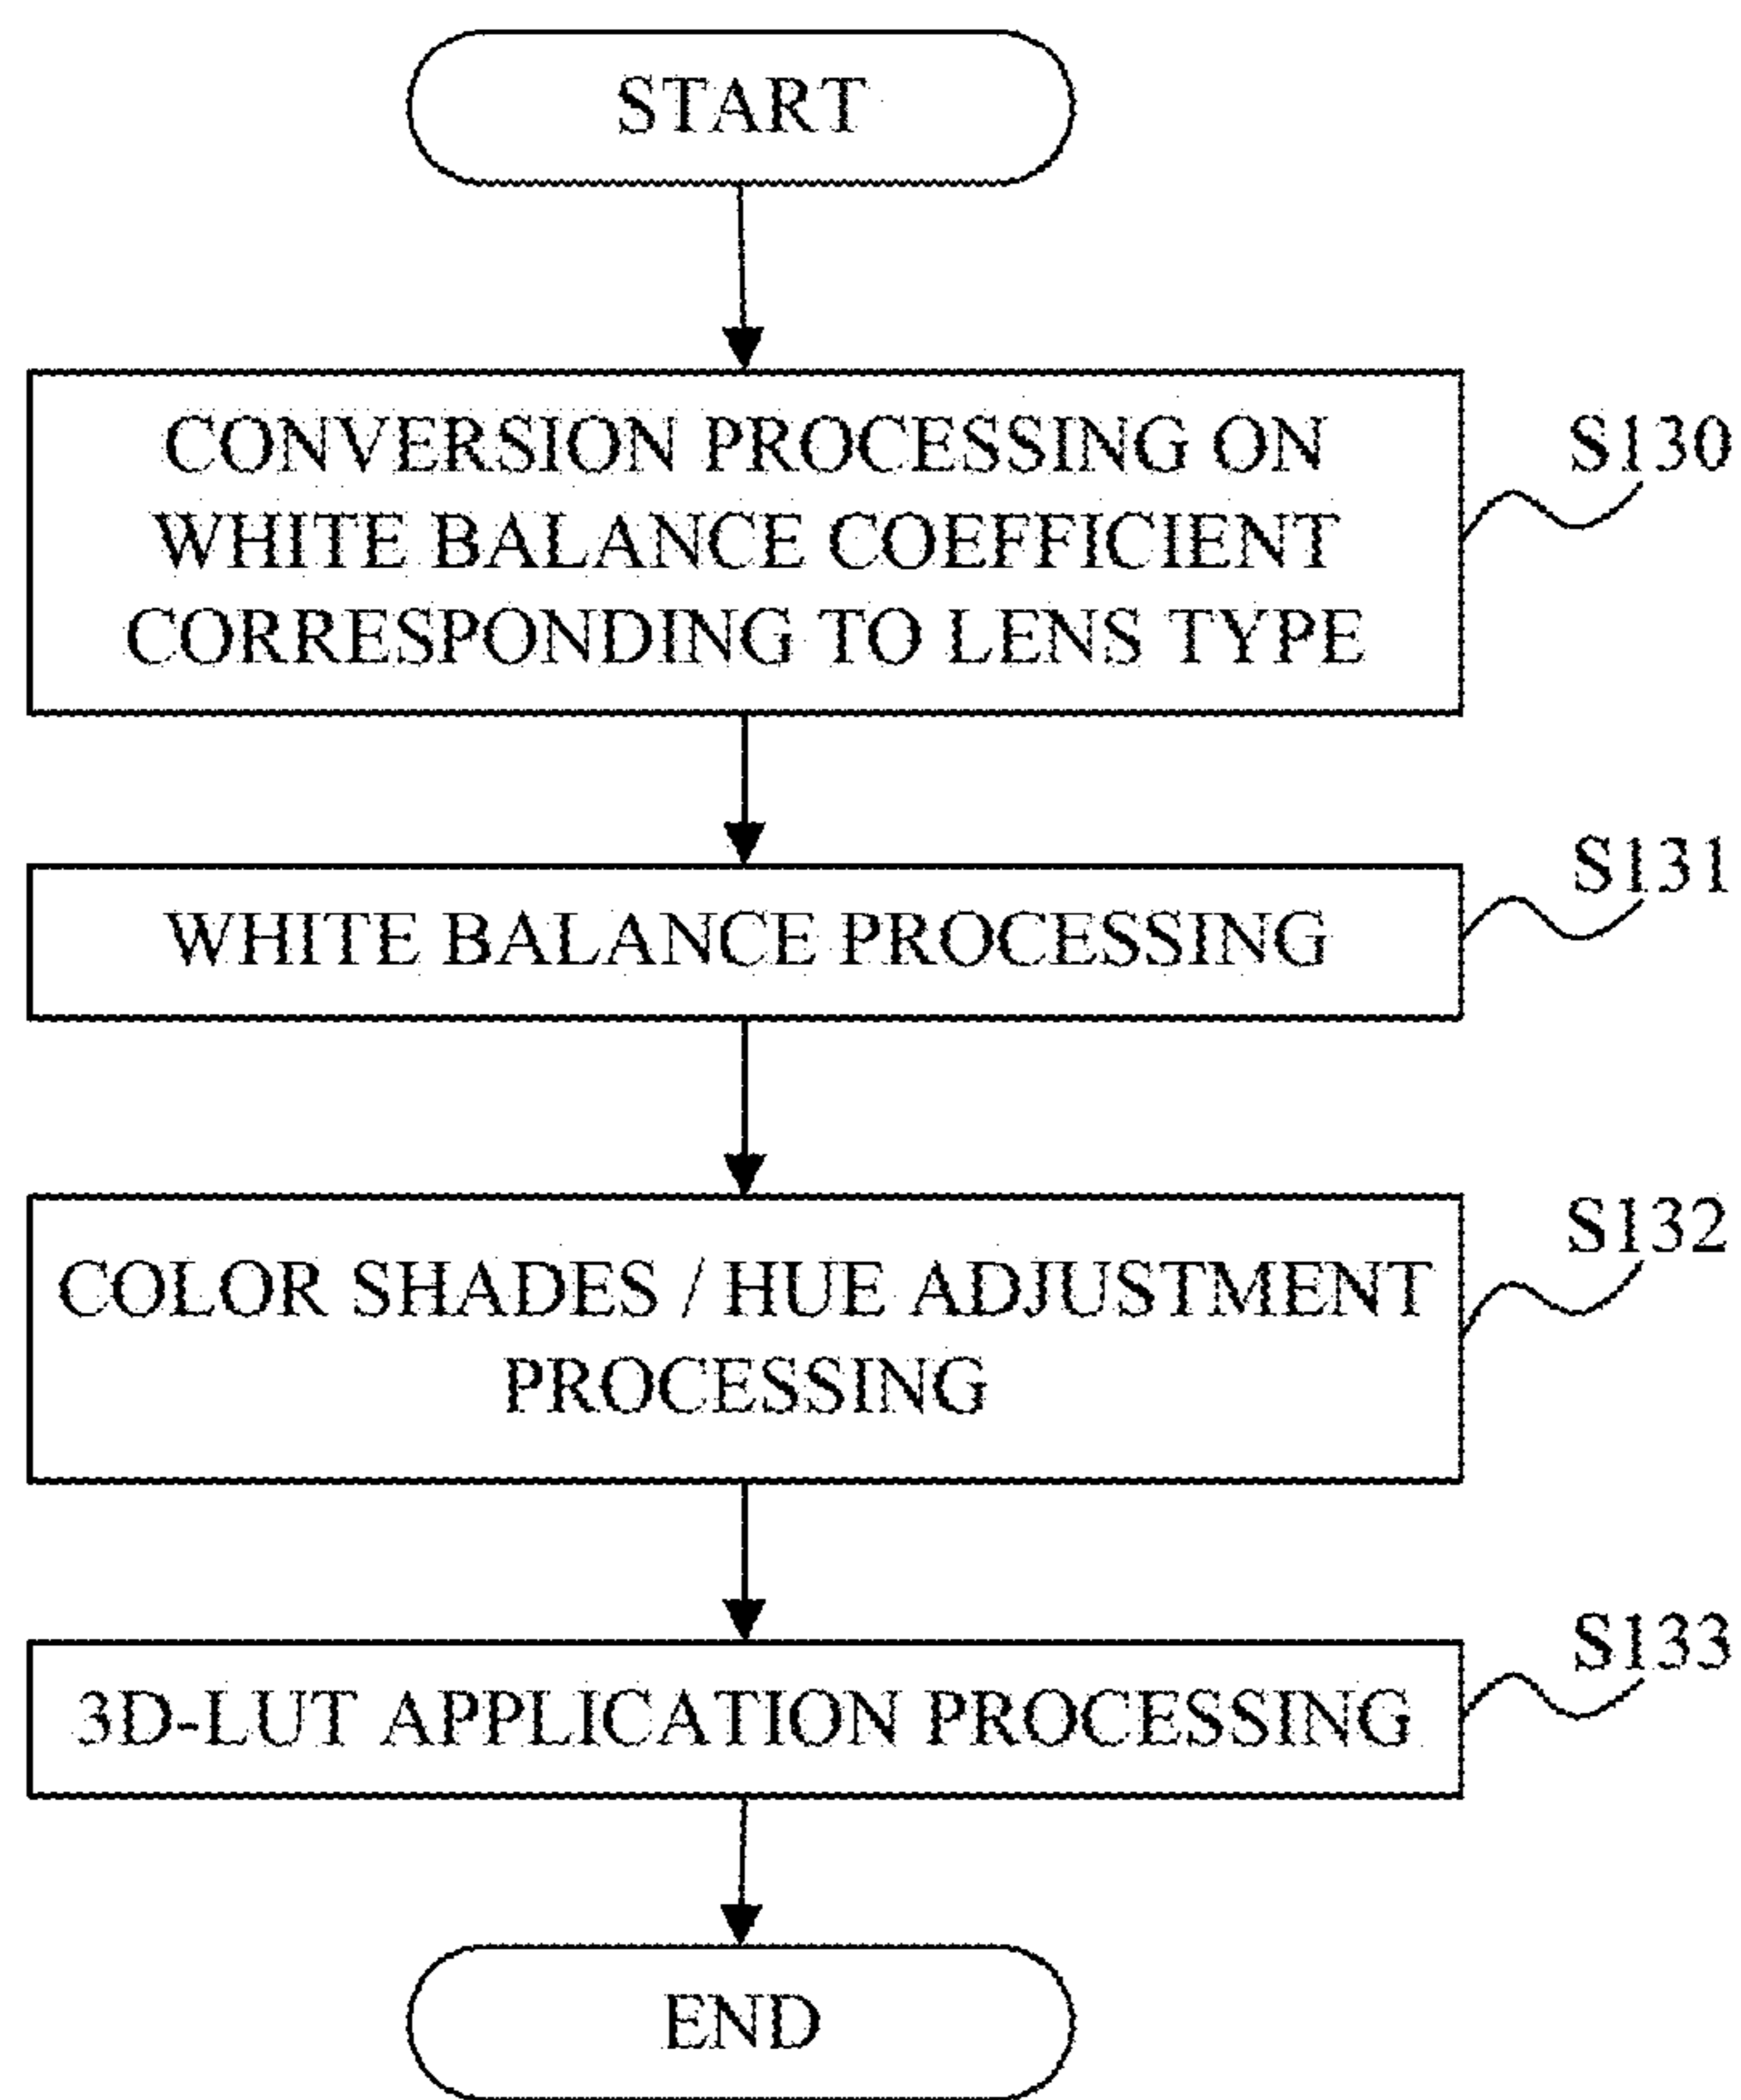 START
CONVERSION PROCESSING ON
WHITE BALANCE COEFFICIENT
CORRESPONDING TO LENS TYPE
S130
WHITE BALANCE PROCESSING
S131
COLOR SHADES / HUE ADJUSTMENT
PROCESSING
S132
3D-LUT APPLICATION PROCESSING
S133
END